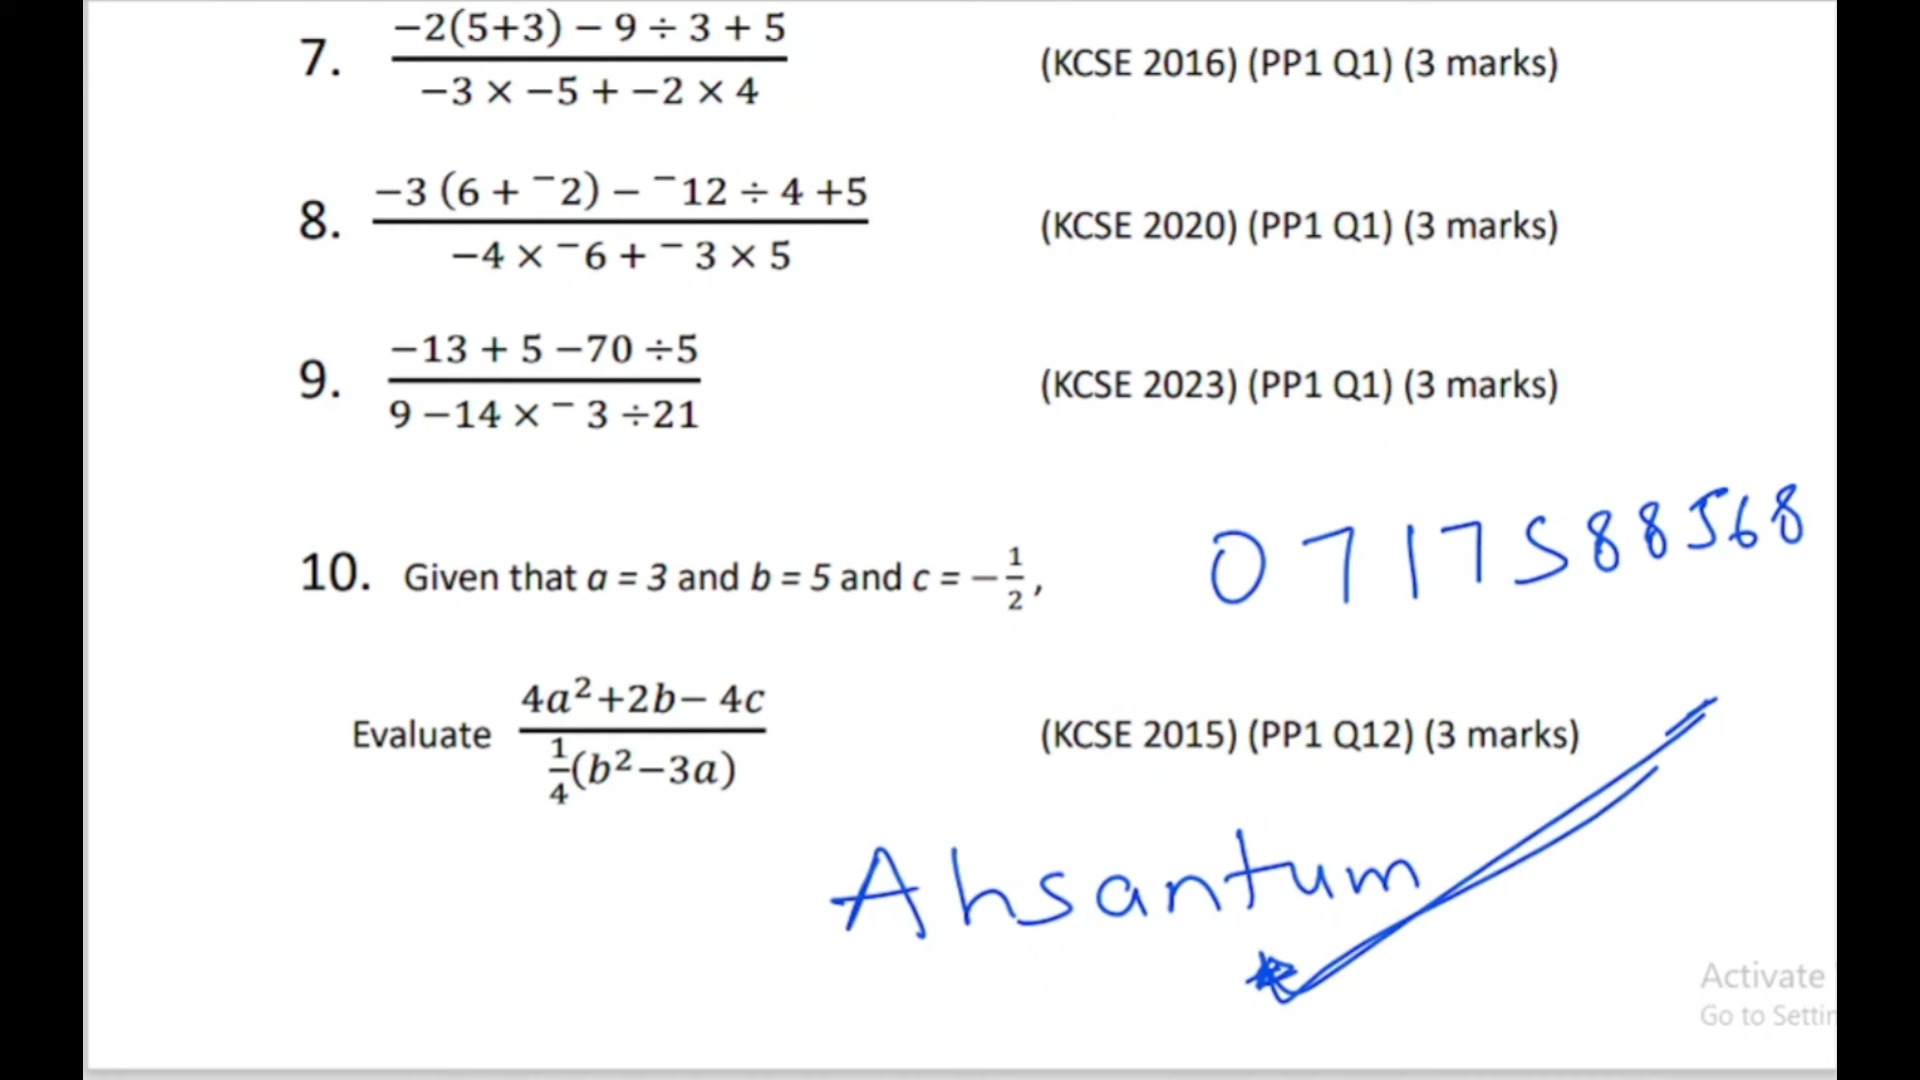 7. −2(5+3) − 9 ÷ 3 + 5 (KCSE 2016) (PP1 Q1) (3 marks)
−3 × −5 + −2 × 4
8. −3 (6 + ⁻2) − ⁻12 ÷ 4 +5 (KCSE 2020) (PP1 Q1) (3 marks)
−4 × ⁻6 + ⁻3 × 5
9. −13 + 5 −70 ÷5 (KCSE 2023) (PP1 Q1) (3 marks)
9 −14 × ⁻3 ÷21
0717588568
10. Given that a = 3 and b = 5 and c = −1/2,
Evaluate 4a²+2b− 4c (KCSE 2015) (PP1 Q12) (3 marks)
1/4(b²−3a)
Ahsantum
Activate
Go to Settin